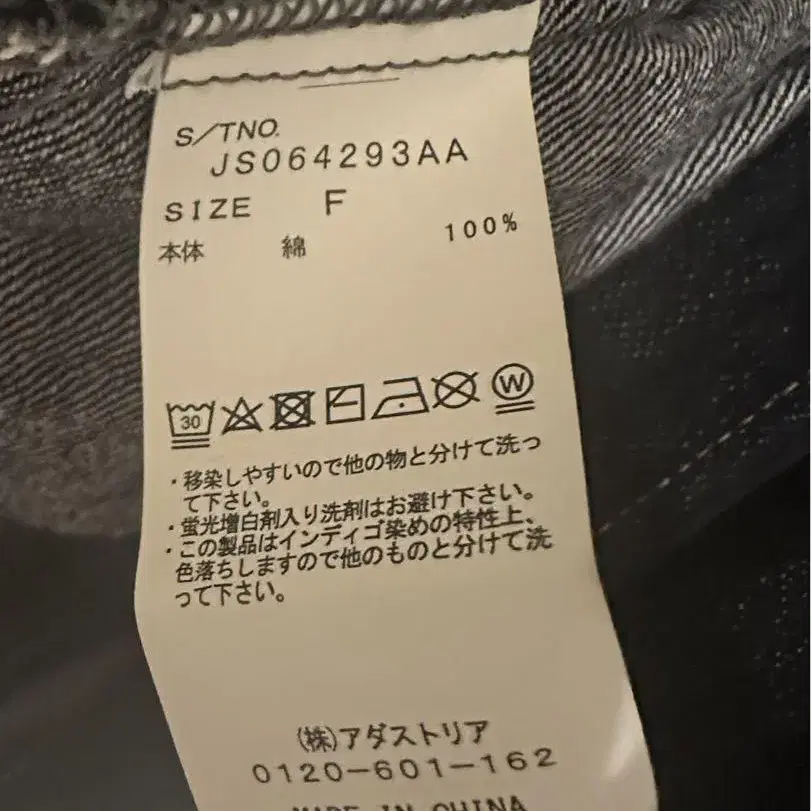 S/TNO.
JS064293AA
SIZE F
本体 綿 100%
30 W
・移染しやすいので他の物と分けて洗っ
て下さい。
・蛍光増白剤入り洗剤はお避け下さい。
・この製品はインディゴ染めの特性上、
色落ちしますので他のものと分けて洗
って下さい。
(株)アダストリア
0120-601-162
MADE IN CHINA